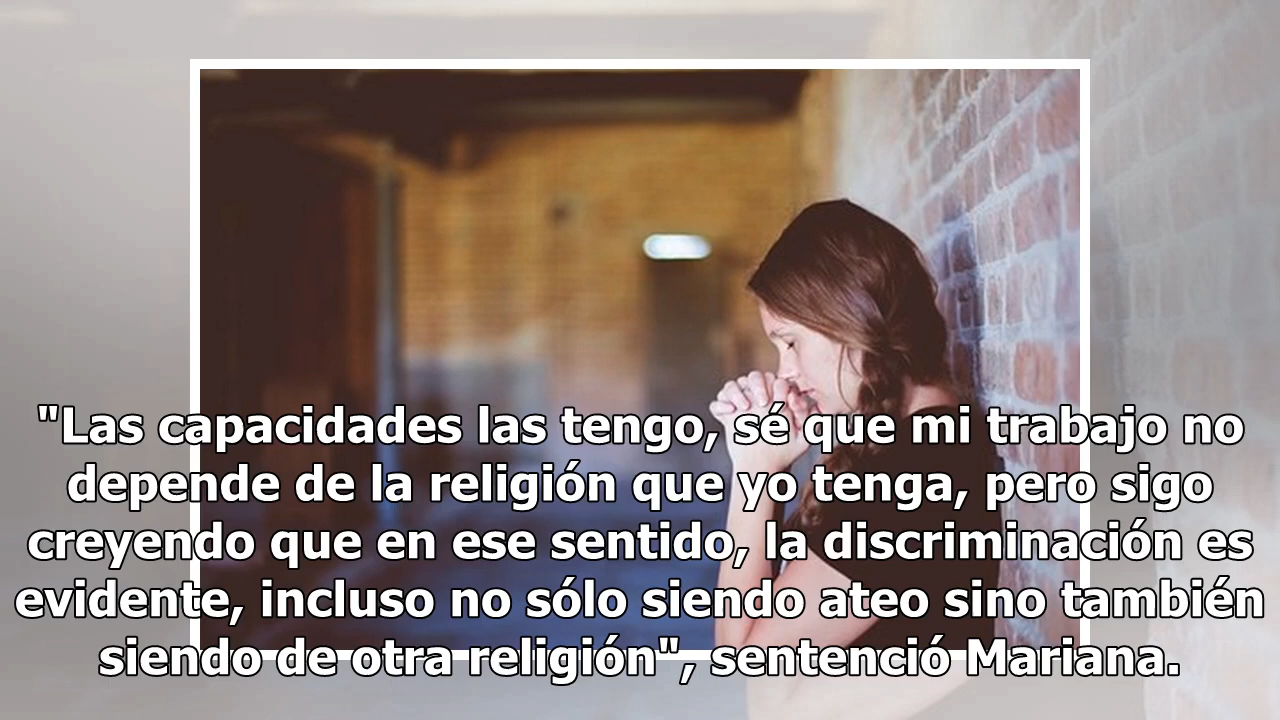 "Las capacidades las tengo, sé que mi trabajo no
depende de la religión que yo tenga, pero sigo
creyendo que en ese sentido, la discriminación es
evidente, incluso no sólo siendo ateo sino también
siendo de otra religión", sentenció Mariana.